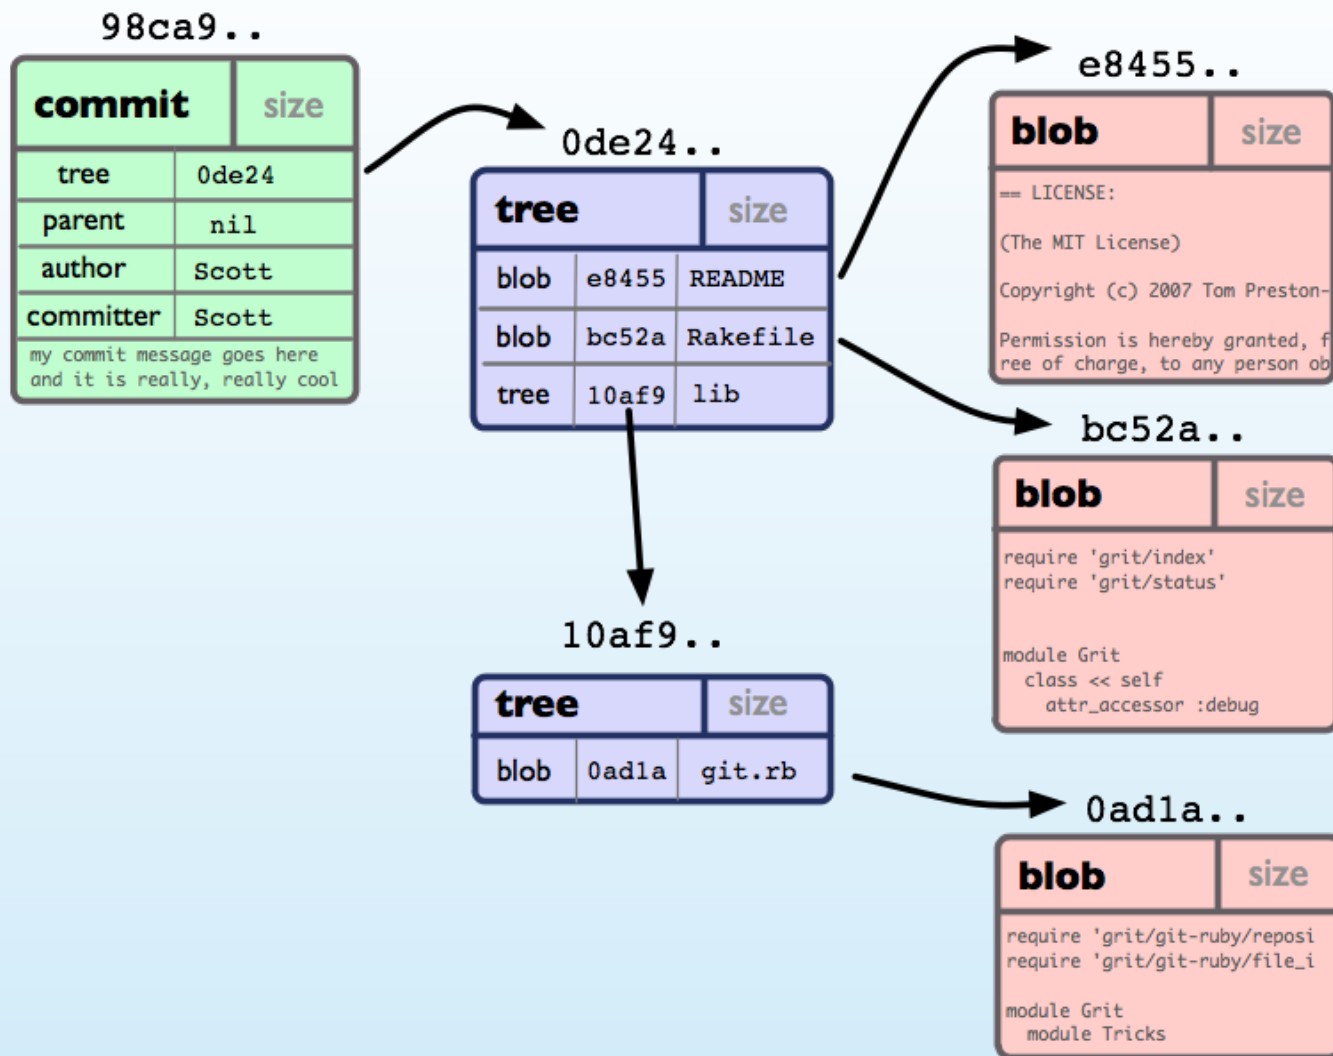 98ca9..
commit size
tree 0de24
parent nil
author Scott
committer Scott
my commit message goes here
and it is really, really cool
0de24..
tree size
blob e8455 README
blob bc52a Rakefile
tree 10af9 lib
10af9..
tree size
blob 0ad1a git.rb
e8455..
blob size
== LICENSE:
(The MIT License)
Copyright (c) 2007 Tom Preston-
Permission is hereby granted, f
ree of charge, to any person ob
bc52a..
blob size
require 'grit/index'
require 'grit/status'
module Grit
class << self
attr_accessor :debug
0ad1a..
blob size
require 'grit/git-ruby/reposi
require 'grit/git-ruby/file_i
module Grit
module Tricks